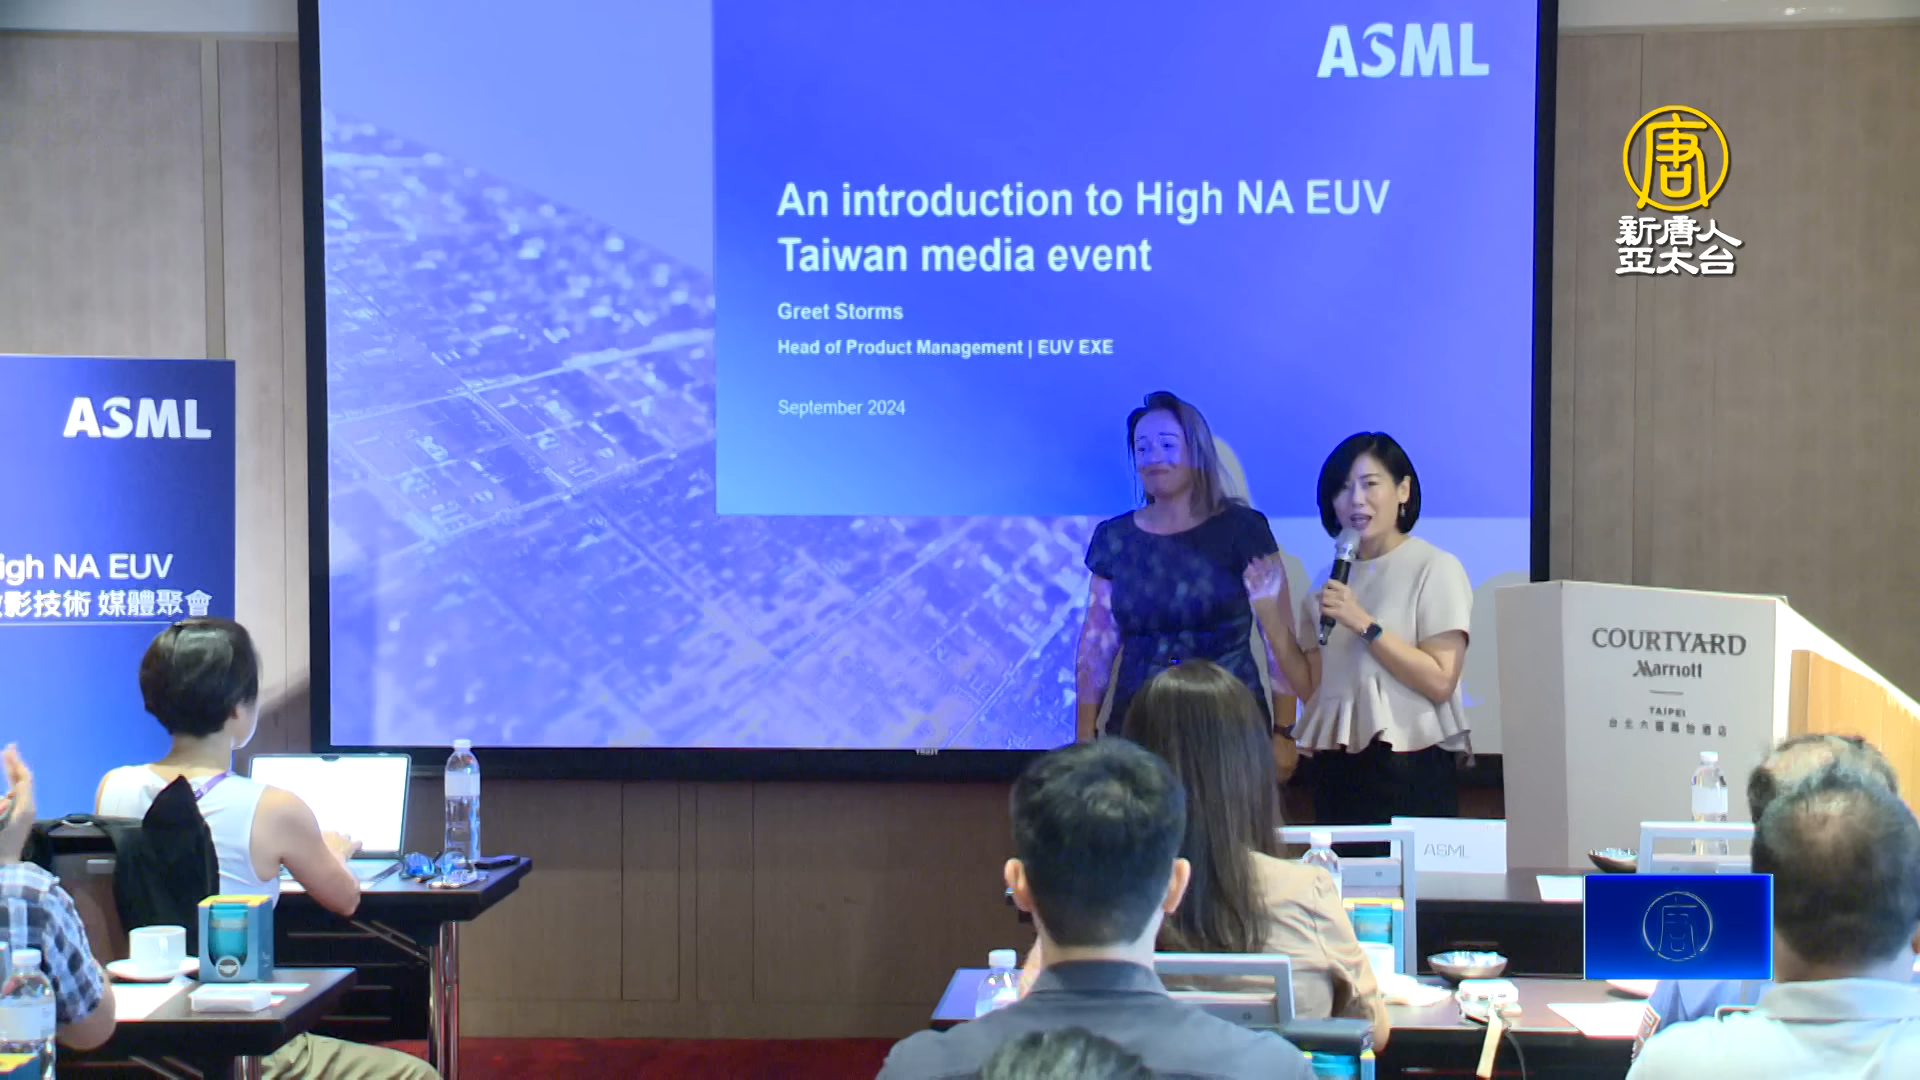 ASML
An introduction to High NA EUV
Taiwan media event
Greet Storms
Head of Product Management | EUV EXE
September 2024
唐
新唐人
亞太台
ASML
igh NA EUV
影技術 媒體聚會
COURTYARD
Marriott
TAIPEI
ASML
唐